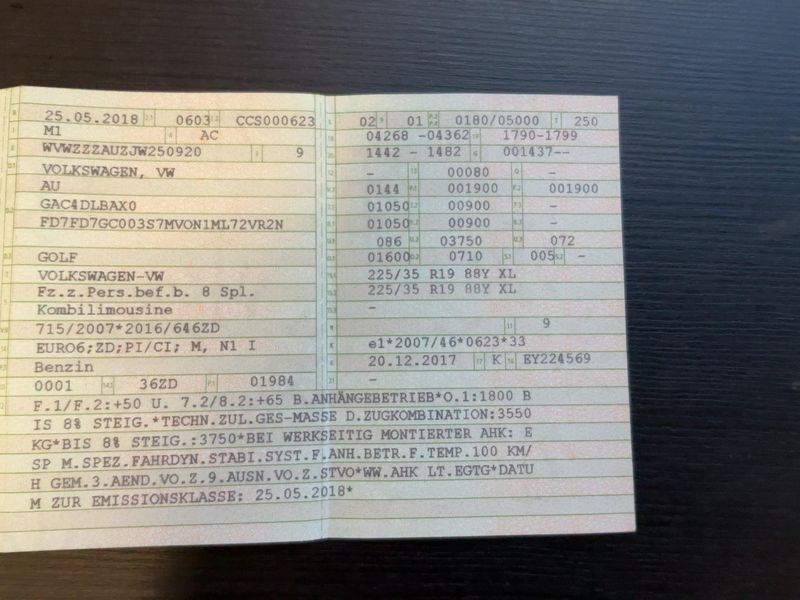 25.05.2018 0603 CCS000623
M1 AC
WVWZZZAUZJW250920 9
VOLKSWAGEN, VW
AU
GAC4DLBAX0
FD7FD7GC003S7MVON1ML72VR2N
GOLF
VOLKSWAGEN-VW
Fz.z.Pers.bef.b. 8 Spl.
Kombilimousine
715/2007*2016/646ZD
EURO6;ZD;PI/CI; M, N1 I
Benzin
0001 36ZD 01984
02 01 0180/05000 250
04268 -04362 1790-1799
1442 - 1482 001437--
- 00080 -
0144 001900 001900
01050 00900 -
01050 00900 -
086 03750 072
01600 0710 005 -
225/35 R19 88Y XL
225/35 R19 88Y XL
-
9
e1*2007/46*0623*33
20.12.2017 K EY224569
-
F.1/F.2:+50 U. 7.2/8.2:+65 B.ANHÄNGEBETRIEB*O.1:1800 B
IS 8% STEIG.*TECHN.ZUL.GES-MASSE D.ZUGKOMBINATION:3550
KG*BIS 8% STEIG.:3750*BEI WERKSEITIG MONTIERTER AHK: E
SP M.SPEZ.FAHRDYN.STABI.SYST.F.ANH.BETR.F.TEMP.100 KM/
H GEM.3.AEND.VO.Z.9.AUSN.VO.Z.STVO*WW.AHK LT.EGTG*DATU
M ZUR EMISSIONSKLASSE: 25.05.2018*